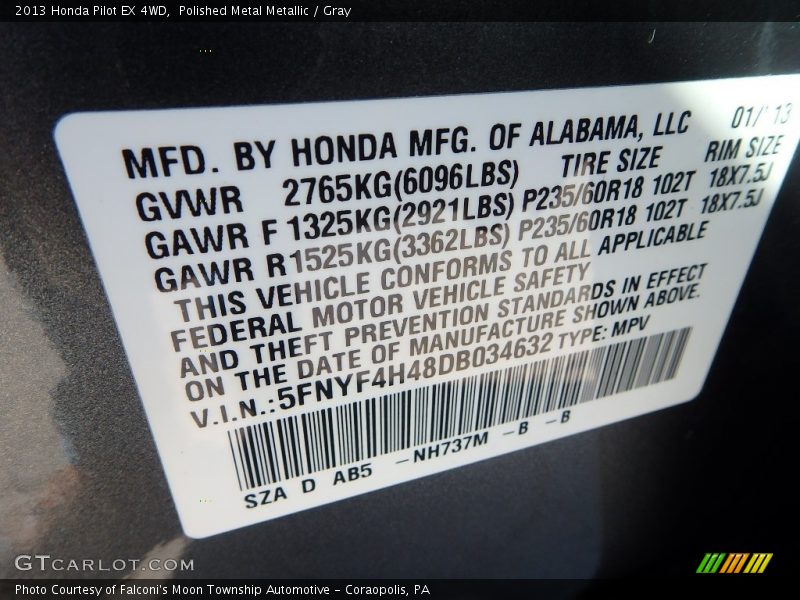 2013 Honda Pilot EX 4WD, Polished Metal Metallic / Gray
MFD. BY HONDA MFG. OF ALABAMA, LLC 01/13
GVWR 2765KG(6096LBS) TIRE SIZE RIM SIZE
GAWR F 1325KG(2921LBS) P235/60R18 102T 18X7.5J
GAWR R 1525KG(3362LBS) P235/60R18 102T 18X7.5J
THIS VEHICLE CONFORMS TO ALL APPLICABLE
FEDERAL MOTOR VEHICLE SAFETY
AND THEFT PREVENTION STANDARDS IN EFFECT
ON THE DATE OF MANUFACTURE SHOWN ABOVE.
V.I.N.:5FNYF4H48DB034632 TYPE: MPV
SZA D AB5 -NH737M -B -B
GTCARLOT.COM
Photo Courtesy of Falconi's Moon Township Automotive - Coraopolis, PA